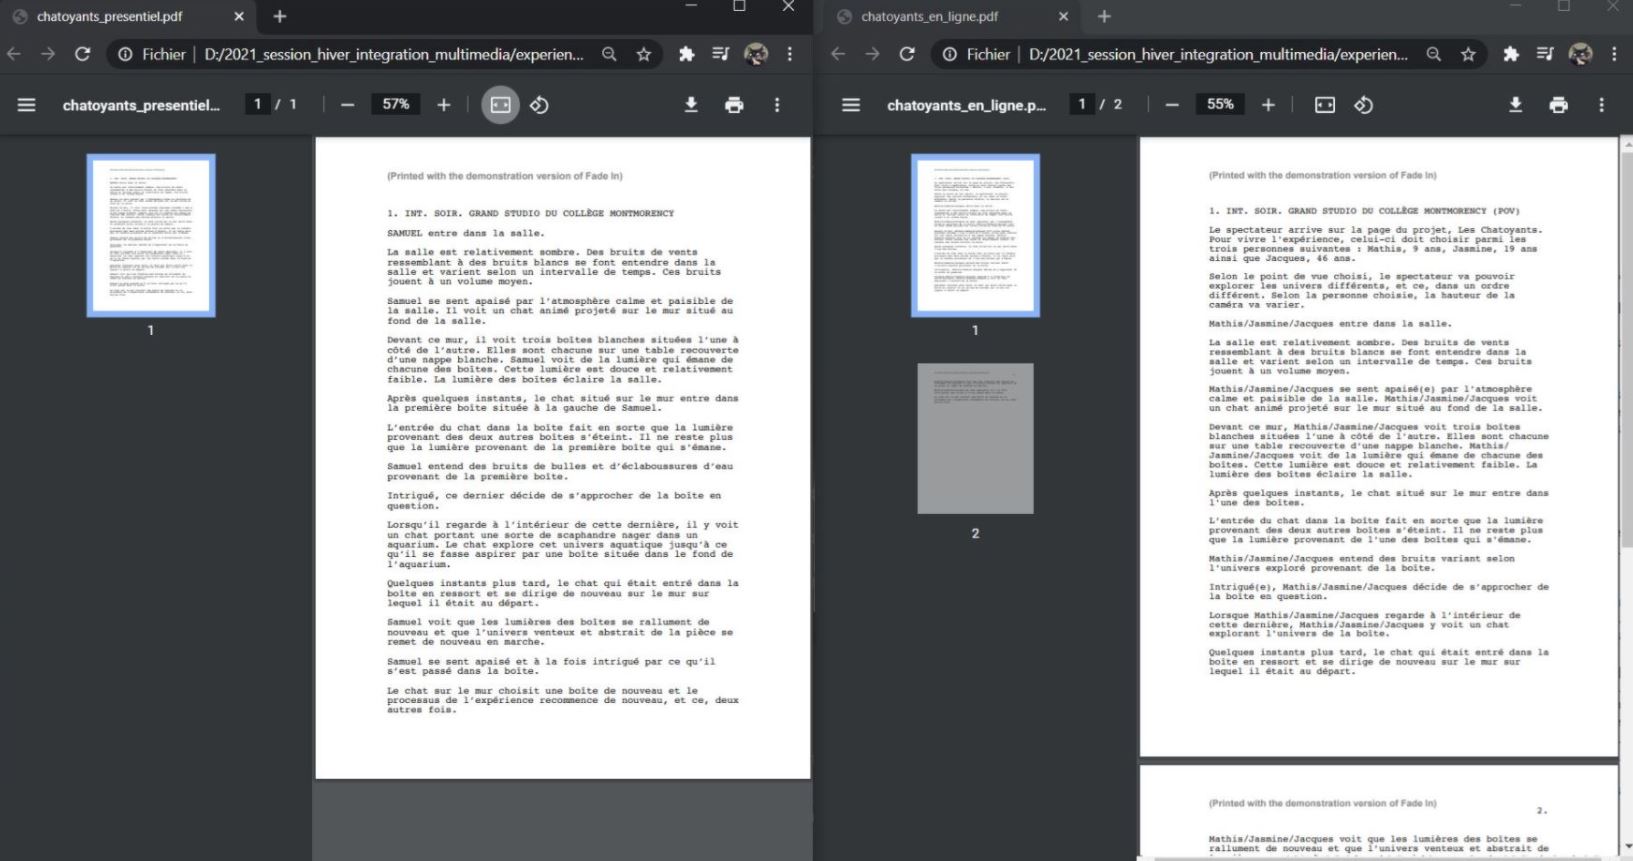 chatoyants_presentiel.pdf
Fichier
D:/2021_session_hiver_integration_multimedia/experien...
chatoyants_presentiel...
1 / 1
57%
1
(Printed with the demonstration version of Fade In)
1. INT. SOIR. GRAND STUDIO DU COLLÈGE MONTMORENCY
SAMUEL entre dans la salle.
La salle est relativement sombre. Des bruits de vents
ressemblant à des bruits blancs se font entendre dans la
salle et varient selon un intervalle de temps. Ces bruits
jouent à un volume moyen.
Samuel se sent apaisé par l'atmosphère calme et paisible de
la salle. Il voit un chat animé projeté sur le mur situé au
fond de la salle.
Devant ce mur, il voit trois boîtes blanches situées l'une à
côté de l'autre. Elles sont chacune sur une table recouverte
d'une nappe blanche. Samuel voit de la lumière qui émane de
chacune des boîtes. Cette lumière est douce et relativement
faible. La lumière des boîtes éclaire la salle.
Après quelques instants, le chat situé sur le mur entre dans
la première boîte située à la gauche de Samuel.
L'entrée du chat dans la boîte fait en sorte que la lumière
provenant des deux autres boîtes s'éteint. Il ne reste plus
que la lumière provenant de la première boîte qui s'émane.
Samuel entend des bruits de bulles et d'éclaboussures d'eau
provenant de la première boîte.
Intrigué, ce dernier décide de s'approcher de la boîte en
question.
Lorsqu'il regarde à l'intérieur de cette dernière, il y voit
un chat portant une sorte de scaphandre nager dans un
aquarium. Le chat explore cet univers aquatique jusqu'à ce
qu'il se fasse aspirer par une boîte située dans le fond de
l'aquarium.
Quelques instants plus tard, le chat qui était entré dans la
boîte en ressort et se dirige de nouveau sur le mur sur
lequel il était au départ.
Samuel voit que les lumières des boîtes se rallument de
nouveau et que l'univers venteux et abstrait de la pièce se
remet de nouveau en marche.
Samuel se sent apaisé et à la fois intrigué par ce qu'il
s'est passé dans la boîte.
Le chat sur le mur choisit une boîte de nouveau et le
processus de l'expérience recommence de nouveau, et ce, deux
autres fois.
chatoyants_en_ligne.pdf
Fichier
D:/2021_session_hiver_integration_multimedia/experien...
chatoyants_en_ligne.p...
1 / 2
55%
1
2
(Printed with the demonstration version of Fade In)
1. INT. SOIR. GRAND STUDIO DU COLLÈGE MONTMORENCY (POV)
Le spectateur arrive sur la page du projet, Les Chatoyants.
Pour vivre l'expérience, celui-ci doit choisir parmi les
trois personnes suivantes : Mathis, 9 ans, Jasmine, 19 ans
ainsi que Jacques, 46 ans.
Selon le point de vue choisi, le spectateur va pouvoir
explorer les univers différents, et ce, dans un ordre
différent. Selon la personne choisie, la hauteur de la
caméra va varier.
Mathis/Jasmine/Jacques entre dans la salle.
La salle est relativement sombre. Des bruits de vents
ressemblant à des bruits blancs se font entendre dans la
salle et varient selon un intervalle de temps. Ces bruits
jouent à un volume moyen.
Mathis/Jasmine/Jacques se sent apaisé(e) par l'atmosphère
calme et paisible de la salle. Mathis/Jasmine/Jacques voit
un chat animé projeté sur le mur situé au fond de la salle.
Devant ce mur, Mathis/Jasmine/Jacques voit trois boîtes
blanches situées l'une à côté de l'autre. Elles sont chacune
sur une table recouverte d'une nappe blanche. Mathis/
Jasmine/Jacques voit de la lumière qui émane de chacune des
boîtes. Cette lumière est douce et relativement faible. La
lumière des boîtes éclaire la salle.
Après quelques instants, le chat situé sur le mur entre dans
l'une des boîtes.
L'entrée du chat dans la boîte fait en sorte que la lumière
provenant des deux autres boîtes s'éteint. Il ne reste plus
que la lumière provenant de l'une des boîtes qui s'émane.
Mathis/Jasmine/Jacques entend des bruits variant selon
l'univers exploré provenant de la boîte.
Intrigué(e), Mathis/Jasmine/Jacques décide de s'approcher de
la boîte en question.
Lorsque Mathis/Jasmine/Jacques regarde à l'intérieur de
cette dernière, Mathis/Jasmine/Jacques y voit un chat
explorant l'univers de la boîte.
Quelques instants plus tard, le chat qui était entré dans la
boîte en ressort et se dirige de nouveau sur le mur sur
lequel il était au départ.
(Printed with the demonstration version of Fade In)
2.
Mathis/Jasmine/Jacques voit que les lumières des boîtes se
rallument de nouveau et que l'univers venteux et abstrait de